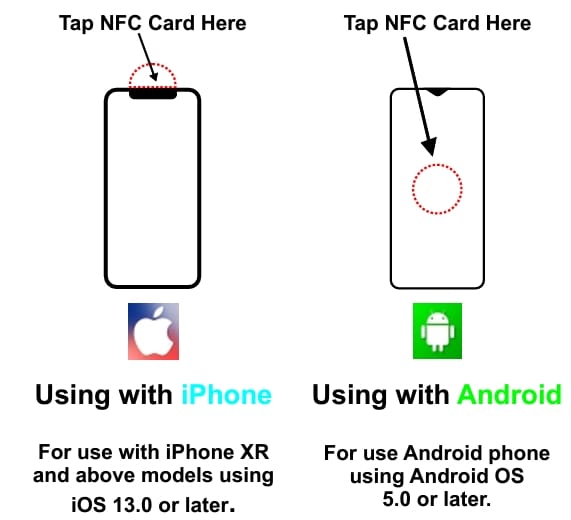 Tap NFC Card Here
Tap NFC Card Here
Using with iPhone
Using with Android
For use with iPhone XR
and above models using
iOS 13.0 or later.
For use Android phone
using Android OS
5.0 or later.